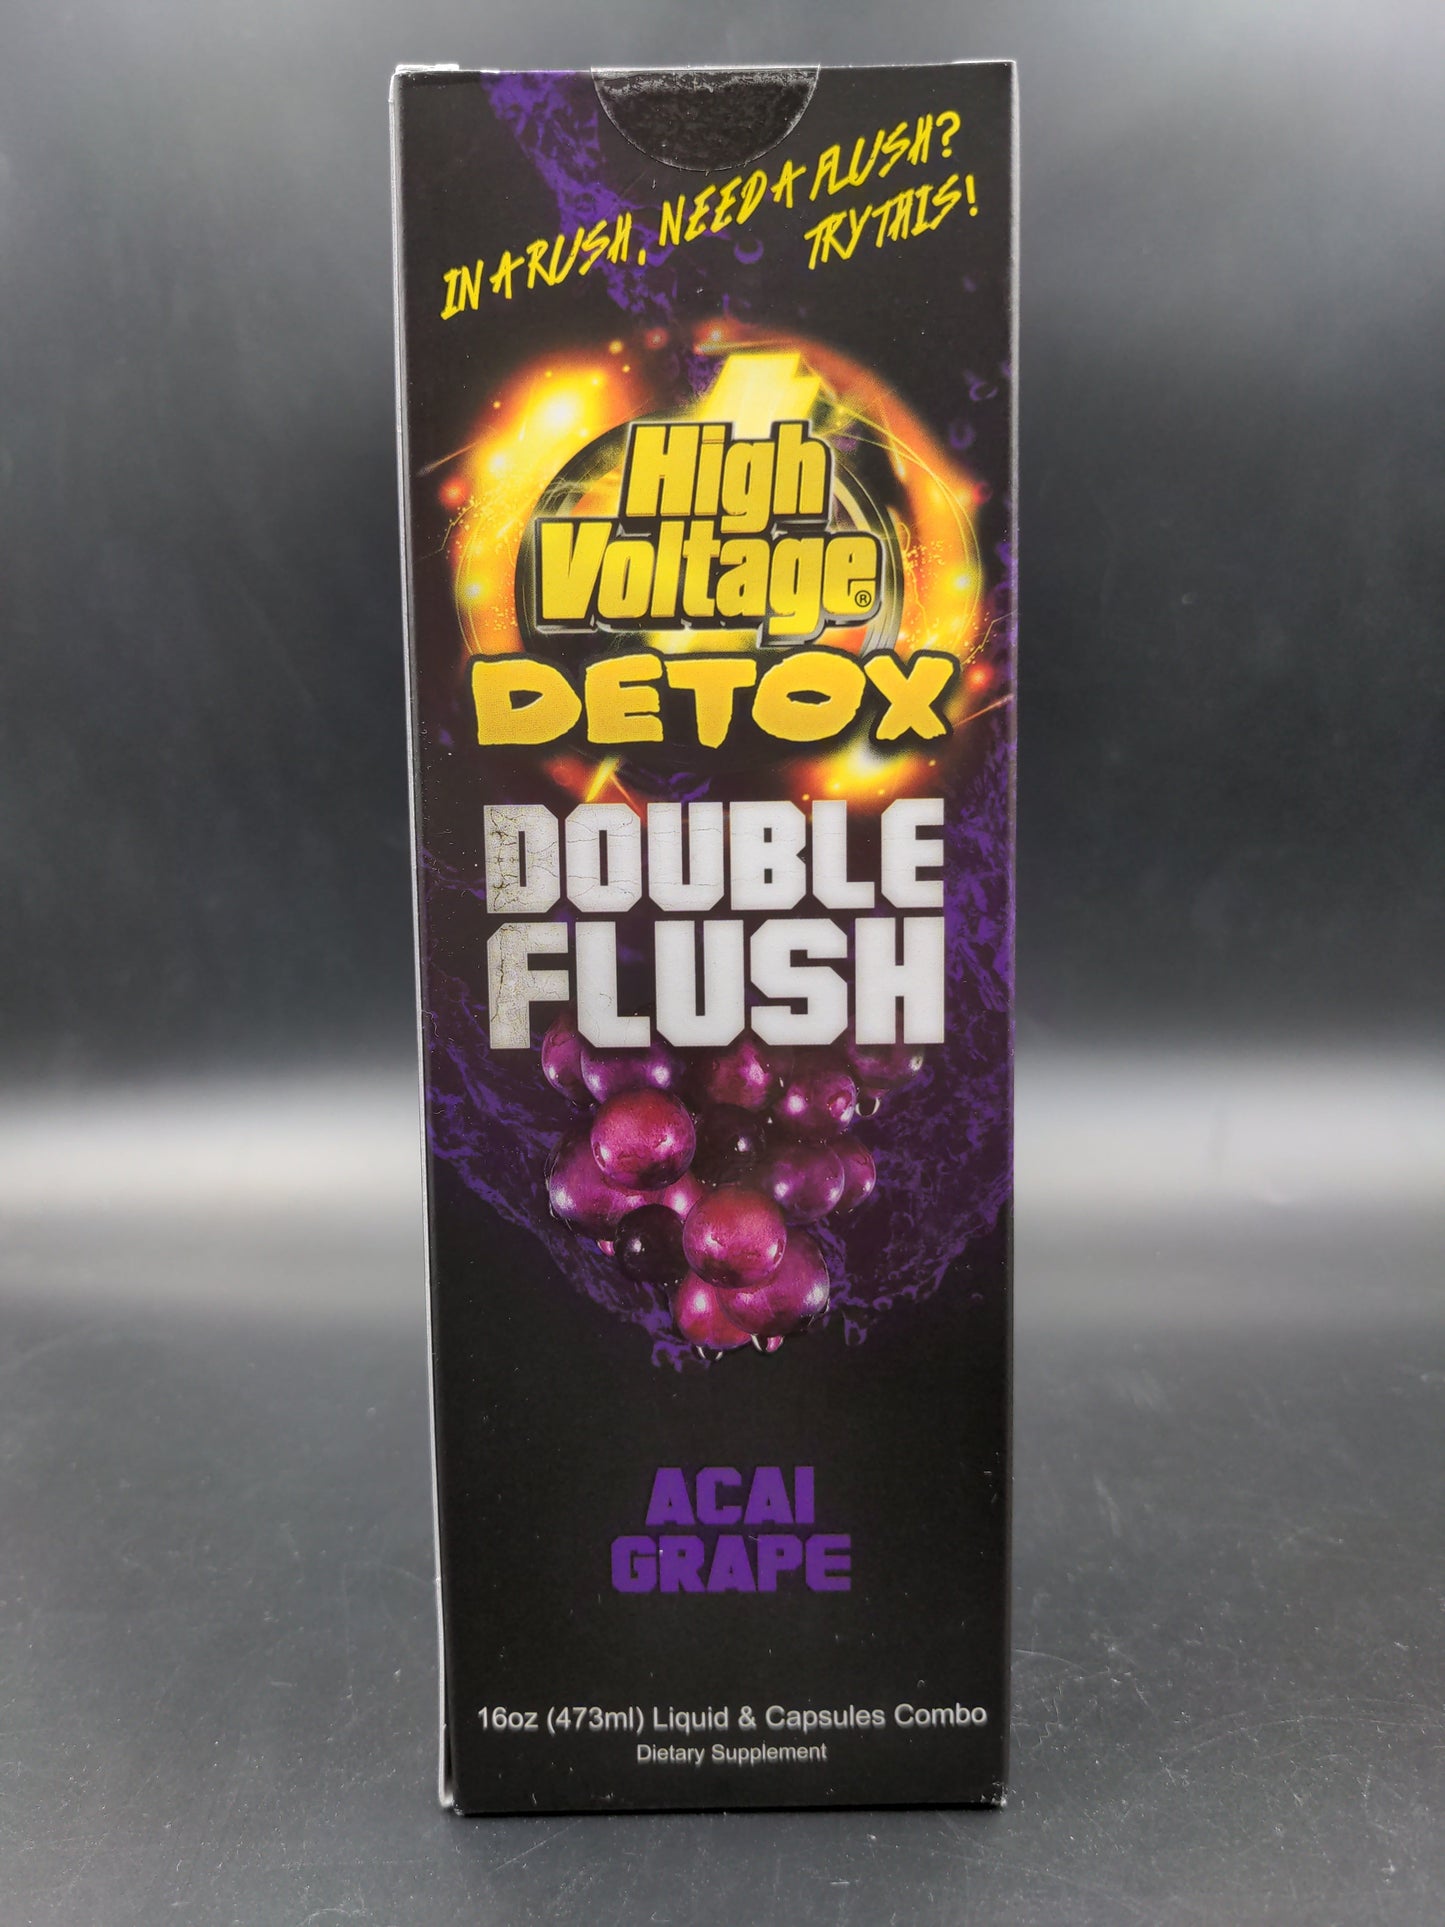 IN A RUSH, NEED A FLUSH?
TRY THIS!
High
Voltage®
DETOX
DOUBLE
FLUSH
ACAI
GRAPE
16oz (473ml) Liquid & Capsules Combo
Dietary Supplement